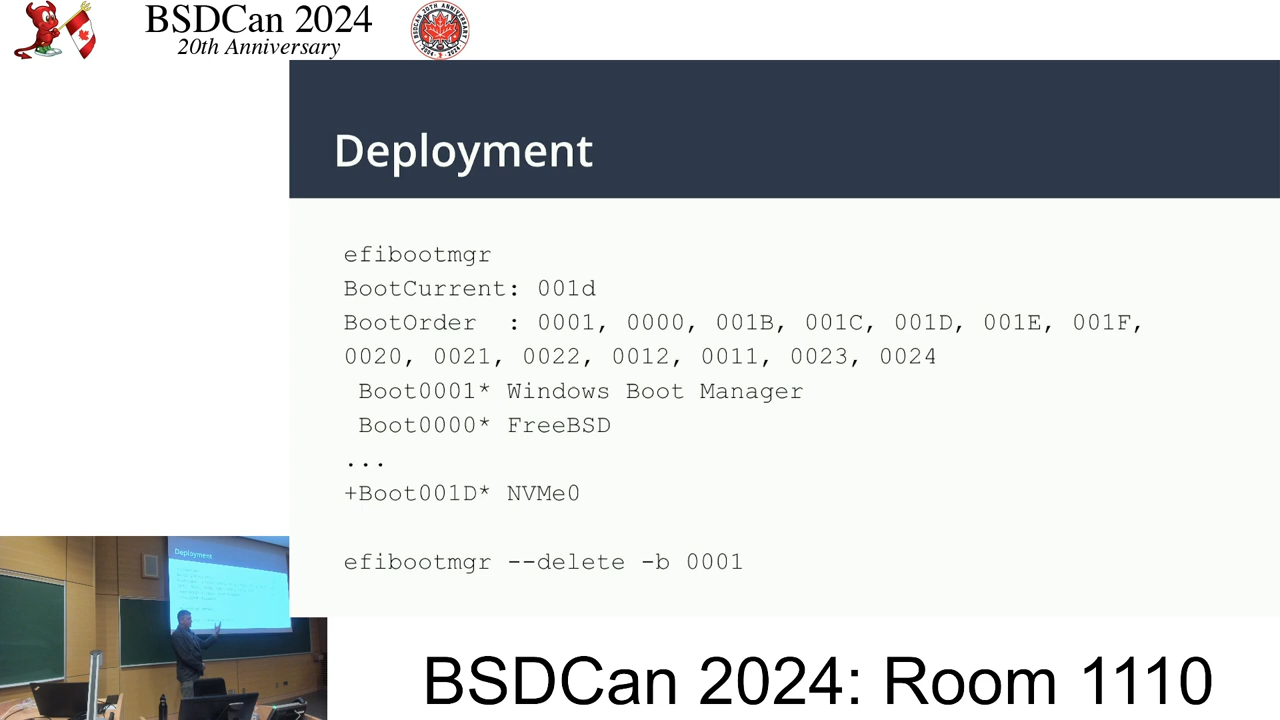 BSDCan 2024
20th Anniversary
Deployment
efibootmgr
BootCurrent: 001d
BootOrder  : 0001, 0000, 001B, 001C, 001D, 001E, 001F,
0020, 0021, 0022, 0012, 0011, 0023, 0024
Boot0001* Windows Boot Manager
Boot0000* FreeBSD
...
+Boot001D* NVMe0
efibootmgr --delete -b 0001
Deployment
BSDCan 2024: Room 1110